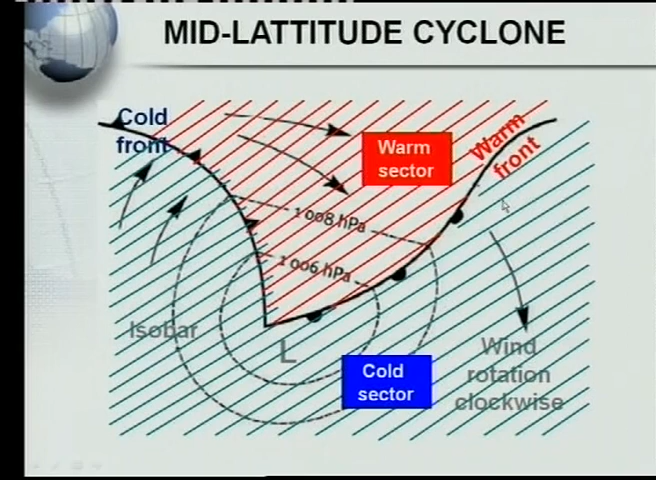 MID-LATTITUDE CYCLONE
Cold
front
Warm
sector
Warm
front
1 008 hPa
1 006 hPa
Isobar
L
Cold
sector
Wind
rotation
clockwise